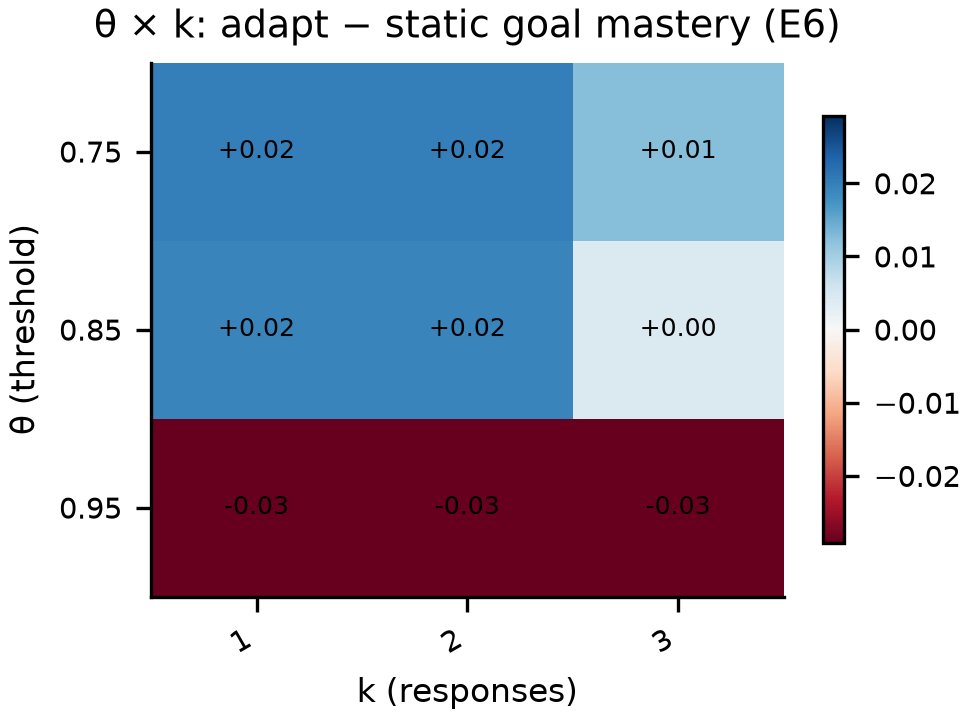 θ × k: adapt − static goal mastery (E6)
θ (threshold)
0.75 +0.02 +0.02 +0.01
0.85 +0.02 +0.02 +0.00
0.95 -0.03 -0.03 -0.03
1 2 3
k (responses)
0.02
0.01
0.00
−0.01
−0.02